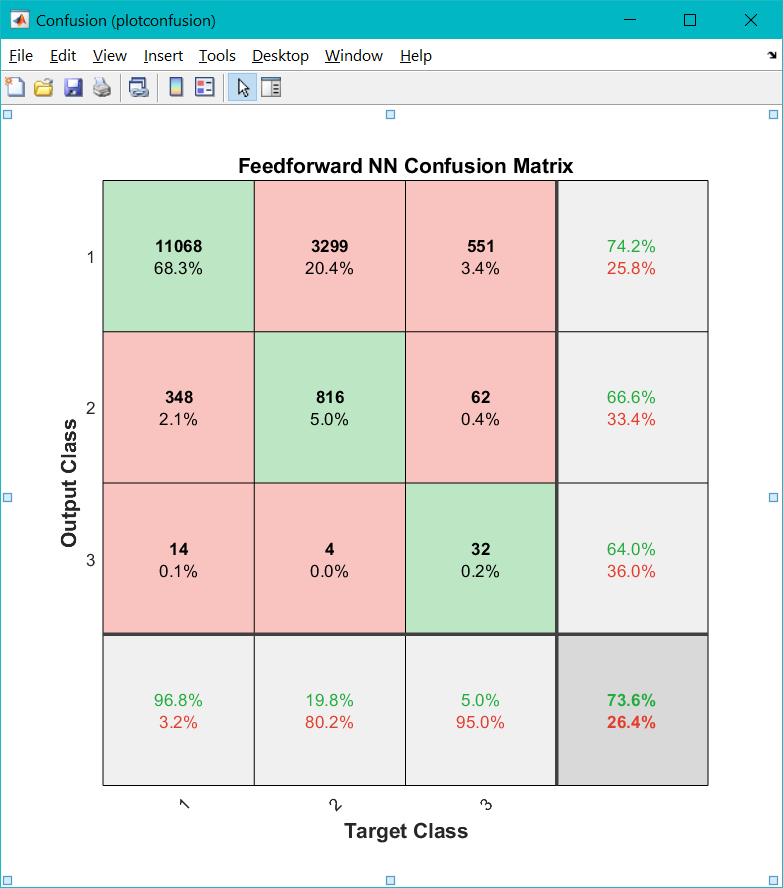 Confusion (plotconfusion)
File Edit View Insert Tools Desktop Window Help
Feedforward NN Confusion Matrix
11068 3299 551 74.2%
1
68.3% 20.4% 3.4% 25.8%
348 816 62 66.6%
2
2.1% 5.0% 0.4% 33.4%
14 4 32 64.0%
3
0.1% 0.0% 0.2% 36.0%
96.8% 19.8% 5.0% 73.6%
3.2% 80.2% 95.0% 26.4%
Output Class
1 2 3
Target Class